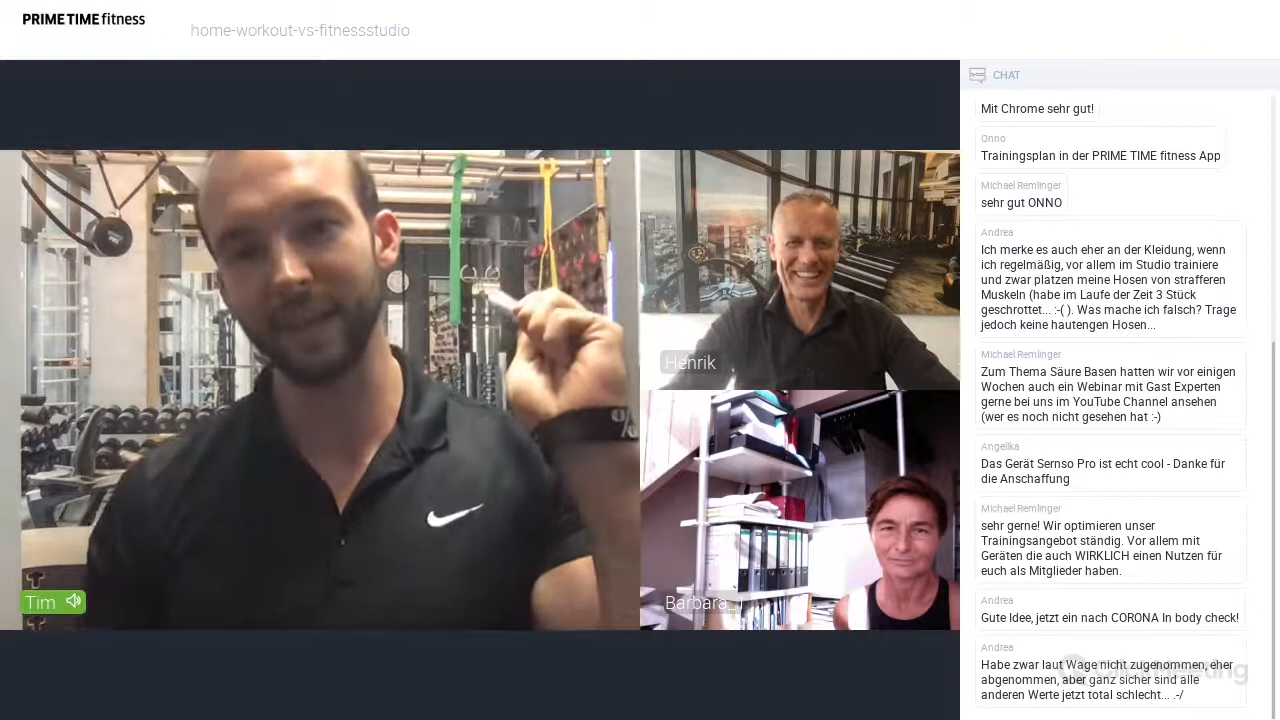 PRIME TIME fitness
home-workout-vs-fitnessstudio
CHAT
Mit Chrome sehr gut!
Onno
Trainingsplan in der PRIME TIME fitness App
Michael Remlinger
sehr gut ONNO
Andrea
Ich merke es auch eher an der Kleidung, wenn
ich regelmäßig, vor allem im Studio trainiere
und zwar platzen meine Hosen von strafferen
Muskeln (habe im Laufe der Zeit 3 Stück
geschrottet... :-( ). Was mache ich falsch? Trage
jedoch keine hautengen Hosen...
Michael Remlinger
Zum Thema Säure Basen hatten wir vor einigen
Wochen auch ein Webinar mit Gast Experten
gerne bei uns im YouTube Channel ansehen
(wer es noch nicht gesehen hat :-)
Angelika
Das Gerät Sernso Pro ist echt cool - Danke für
die Anschaffung
Michael Remlinger
sehr gerne! Wir optimieren unser
Trainingsangebot ständig. Vor allem mit
Geräten die auch WIRKLICH einen Nutzen für
euch als Mitglieder haben.
Andrea
Gute Idee, jetzt ein nach CORONA In body check!
Andrea
Habe zwar laut Wage nicht zugenommen, eher
abgenommen, aber ganz sicher sind alle
anderen Werte jetzt total schlecht... .-/
ClickMeeting
Henrik
Tim
Barbara_J